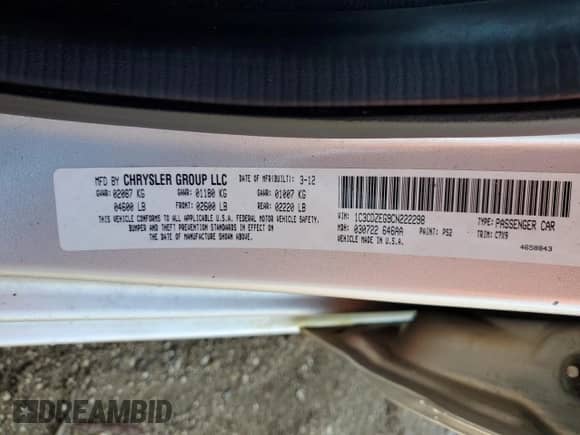 MFD BY CHRYSLER GROUP LLC DATE OF MFR(BUILT): 3-12
GVWR: 02087 KG GAWR: 01180 KG GAWR: 01007 KG
04600 LB FRONT: 02600 LB REAR: 02220 LB
THIS VEHICLE CONFORMS TO ALL APPLICABLE U.S.A. FEDERAL MOTOR VEHICLE SAFETY,
BUMPER AND THEFT PREVENTION STANDARDS IN EFFECT ON
THE DATE OF MANUFACTURE SHOWN ABOVE.
VIN: 1C3CDZEG9CN222298 TYPE: PASSENGER CAR
MDH: 030722 646AA PAINT: PS2 TRIM: C7X9
VEHICLE MADE IN U.S.A. 4658843
DREAMBID